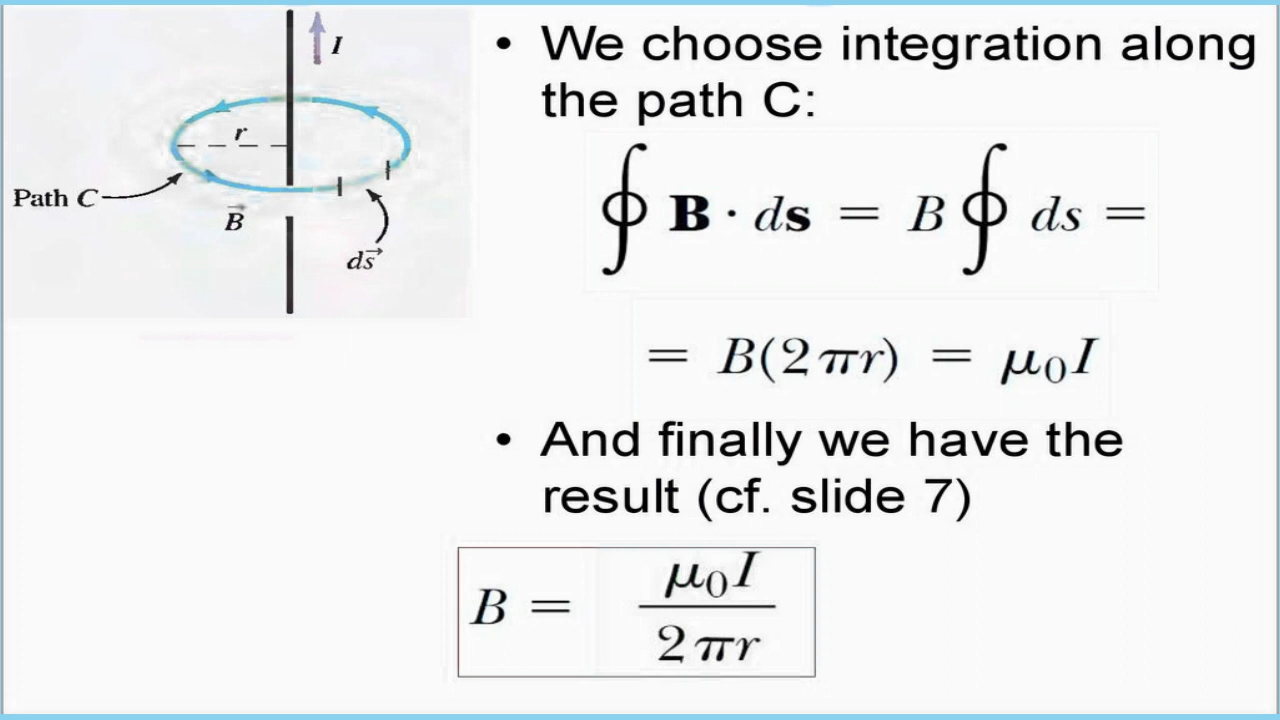 I
r
Path C
B⃗
ds⃗
• We choose integration along
the path C:
∮ B · ds = B ∮ ds =
= B(2πr) = μ₀I
• And finally we have the
result (cf. slide 7)
B = μ₀I / 2πr